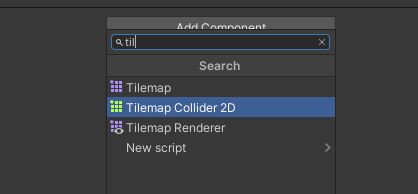 Add Component
til
Search
Tilemap
Tilemap Collider 2D
Tilemap Renderer
New script